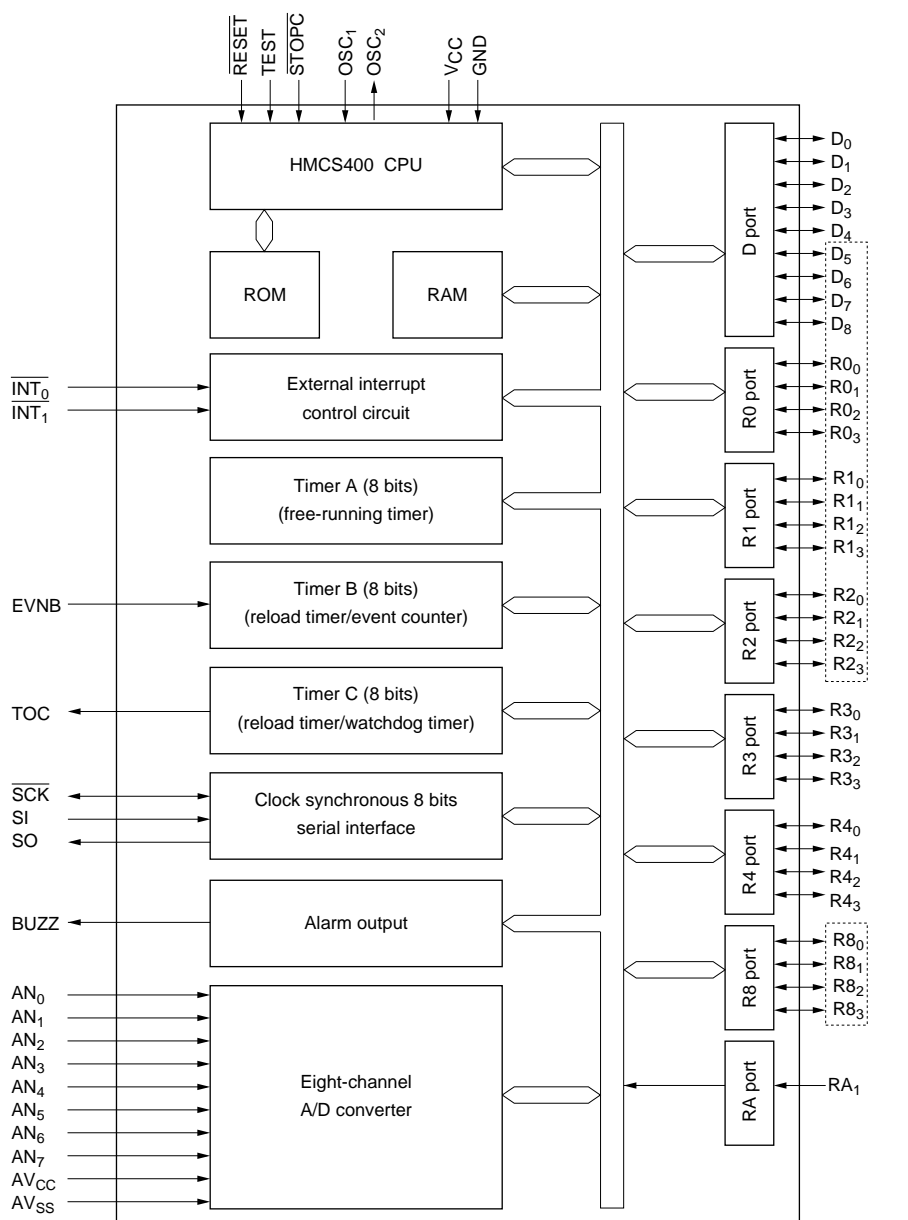 R̅E̅S̅E̅T̅
TEST
S̅T̅O̅P̅C̅
OSC₁
OSC₂
VCC
GND
HMCS400 CPU
ROM
RAM
I̅N̅T̅₀̅
I̅N̅T̅₁̅
External interrupt
control circuit
Timer A (8 bits)
(free-running timer)
EVNB
Timer B (8 bits)
(reload timer/event counter)
TOC
Timer C (8 bits)
(reload timer/watchdog timer)
S̅C̅K̅
SI
SO
Clock synchronous 8 bits
serial interface
BUZZ
Alarm output
AN₀
AN₁
AN₂
AN₃
AN₄
AN₅
AN₆
AN₇
AVCC
AVSS
Eight-channel
A/D converter
D port
D₀
D₁
D₂
D₃
D₄
D₅
D₆
D₇
D₈
R0 port
R0₀
R0₁
R0₂
R0₃
R1 port
R1₀
R1₁
R1₂
R1₃
R2 port
R2₀
R2₁
R2₂
R2₃
R3 port
R3₀
R3₁
R3₂
R3₃
R4 port
R4₀
R4₁
R4₂
R4₃
R8 port
R8₀
R8₁
R8₂
R8₃
RA port
RA₁